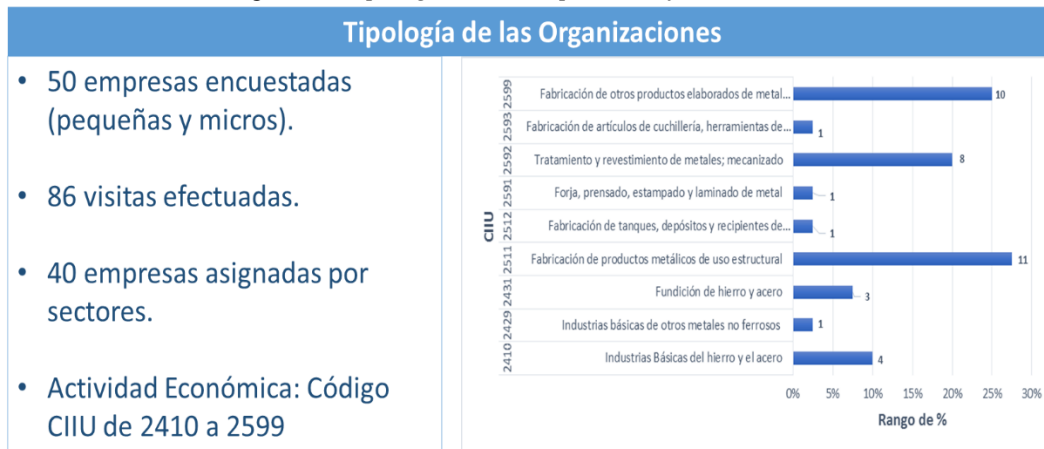 Tipología de las Organizaciones
• 50 empresas encuestadas
(pequeñas y micros).
• 86 visitas efectuadas.
• 40 empresas asignadas por
sectores.
• Actividad Económica: Código
CIIU de 2410 a 2599
CIIU
2599 Fabricación de otros productos elaborados de metal... 10
2593 Fabricación de artículos de cuchillería, herramientas de... 1
2592 Tratamiento y revestimiento de metales; mecanizado 8
2591 Forja, prensado, estampado y laminado de metal 1
2512 Fabricación de tanques, depósitos y recipientes de... 1
2511 Fabricación de productos metálicos de uso estructural 11
2431 Fundición de hierro y acero 3
2429 Industrias básicas de otros metales no ferrosos 1
2410 Industrias Básicas del hierro y el acero 4
0% 5% 10% 15% 20% 25% 30%
Rango de %